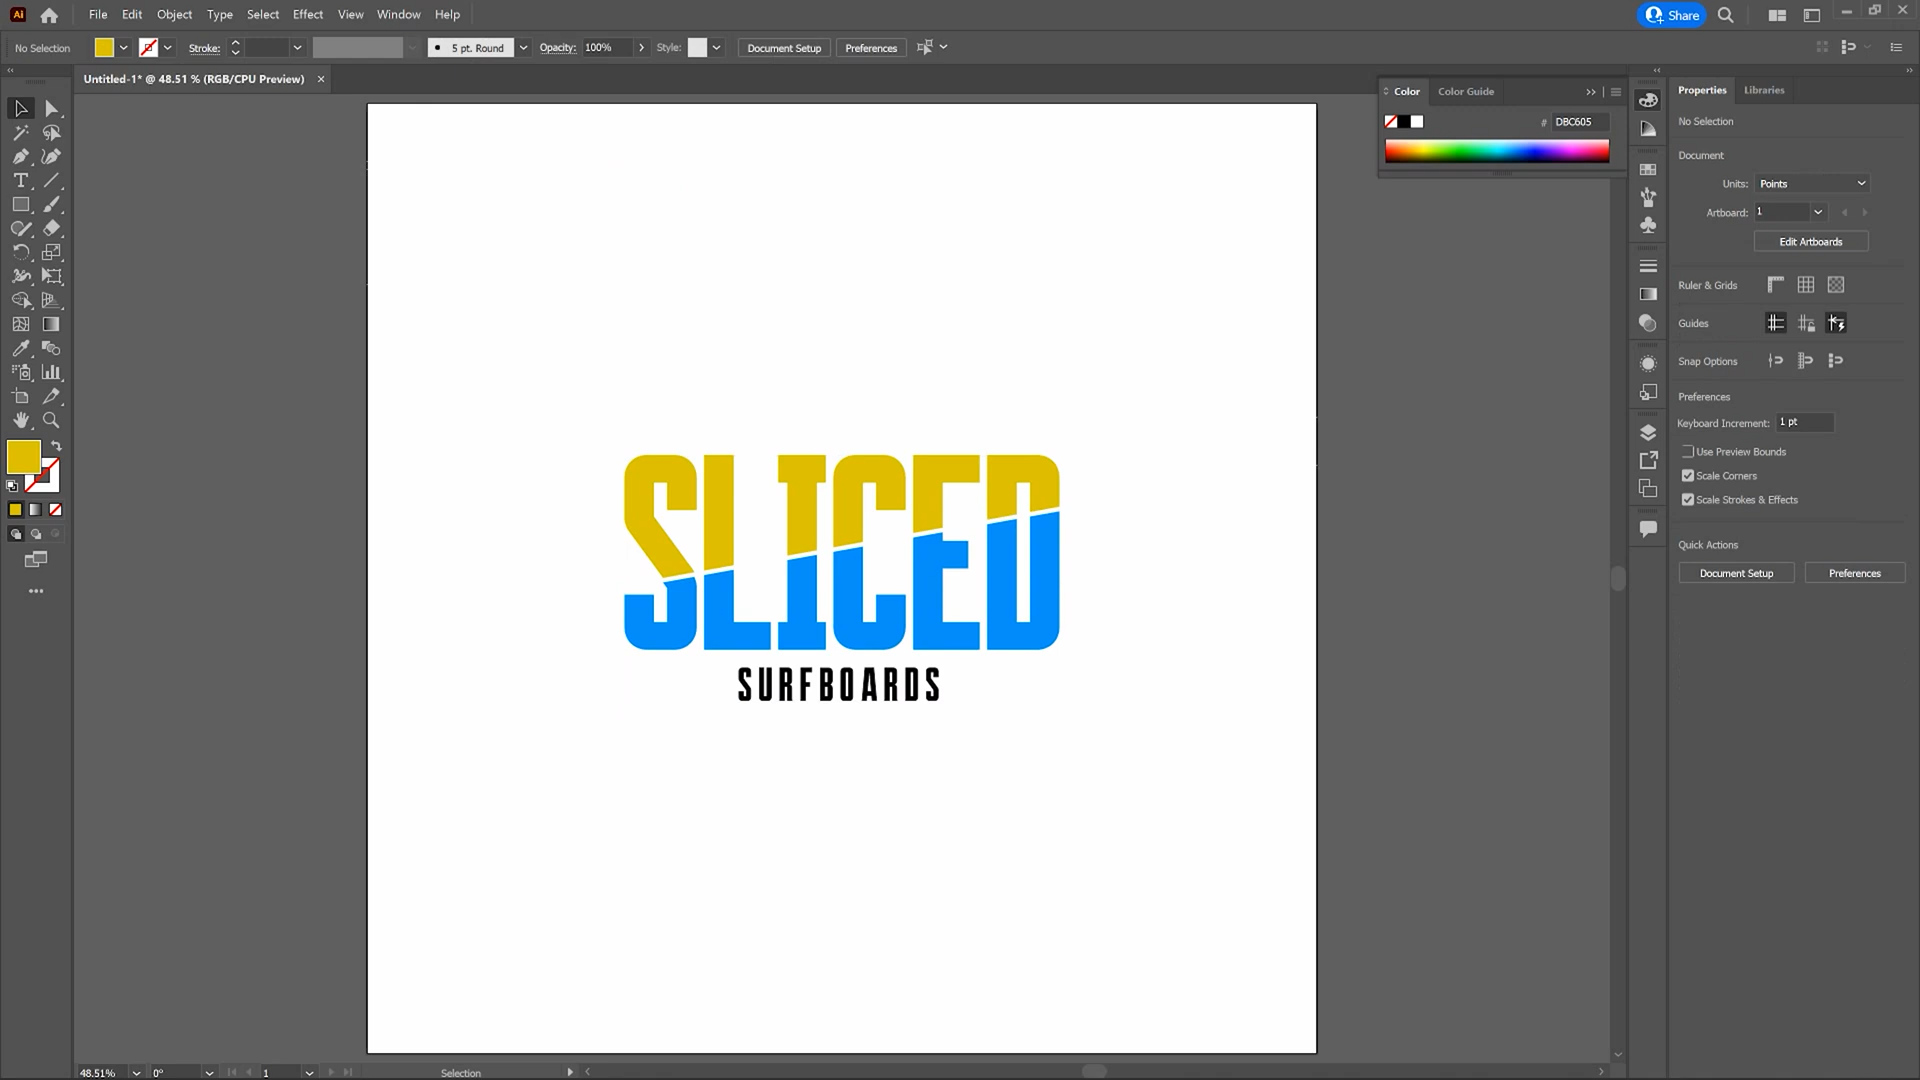 Ai File Edit Object Type Select Effect View Window Help Share
No Selection Stroke: 5 pt. Round Opacity: 100% Style: Document Setup Preferences
Untitled-1* @ 48.51 % (RGB/CPU Preview)
Color Color Guide
# DBC605
Properties Libraries
No Selection
Document
Units: Points
Artboard: 1
Edit Artboards
Ruler & Grids
Guides
Snap Options
Preferences
Keyboard Increment: 1 pt
Use Preview Bounds
Scale Corners
Scale Strokes & Effects
Quick Actions
Document Setup Preferences
SLICED
SURFBOARDS
48.51% 0° 1 Selection